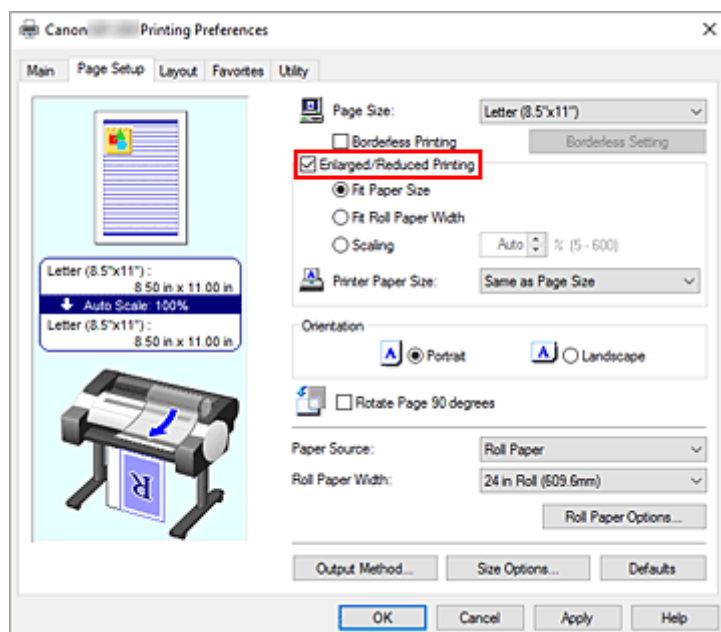 Canon Printing Preferences
Main Page Setup Layout Favorites Utility
Page Size: Letter (8.5"x11")
Borderless Printing Borderless Setting
Enlarged/Reduced Printing
Fit Paper Size
Fit Roll Paper Width
Scaling Auto % (5 - 600)
Printer Paper Size: Same as Page Size
Letter (8.5"x11") :
8.50 in x 11.00 in
Auto Scale: 100%
Letter (8.5"x11") :
8.50 in x 11.00 in
Orientation
A Portrait A Landscape
Rotate Page 90 degrees
R
Paper Source: Roll Paper
Roll Paper Width: 24 in Roll (609.6mm)
Roll Paper Options...
Output Method... Size Options... Defaults
OK Cancel Apply Help